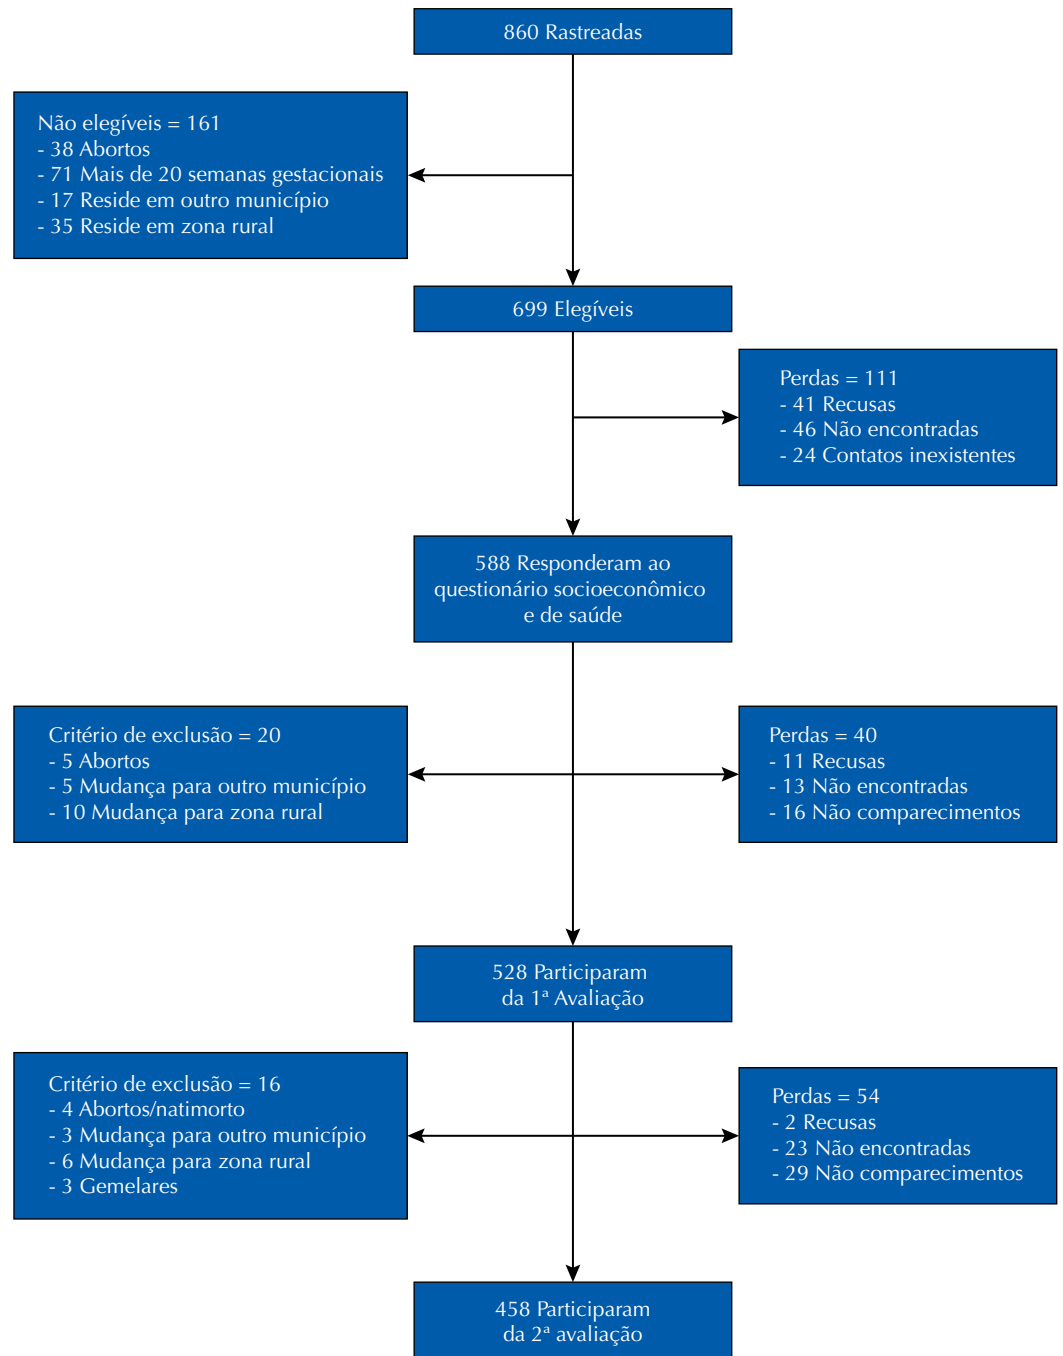 860 Rastreadas
Não elegíveis = 161
- 38 Abortos
- 71 Mais de 20 semanas gestacionais
- 17 Reside em outro município
- 35 Reside em zona rural
699 Elegíveis
Perdas = 111
- 41 Recusas
- 46 Não encontradas
- 24 Contatos inexistentes
588 Responderam ao
questionário socioeconômico
e de saúde
Critério de exclusão = 20
- 5 Abortos
- 5 Mudança para outro município
- 10 Mudança para zona rural
Perdas = 40
- 11 Recusas
- 13 Não encontradas
- 16 Não comparecimentos
528 Participaram
da 1ª Avaliação
Critério de exclusão = 16
- 4 Abortos/natimorto
- 3 Mudança para outro município
- 6 Mudança para zona rural
- 3 Gemelares
Perdas = 54
- 2 Recusas
- 23 Não encontradas
- 29 Não comparecimentos
458 Participaram
da 2ª avaliação